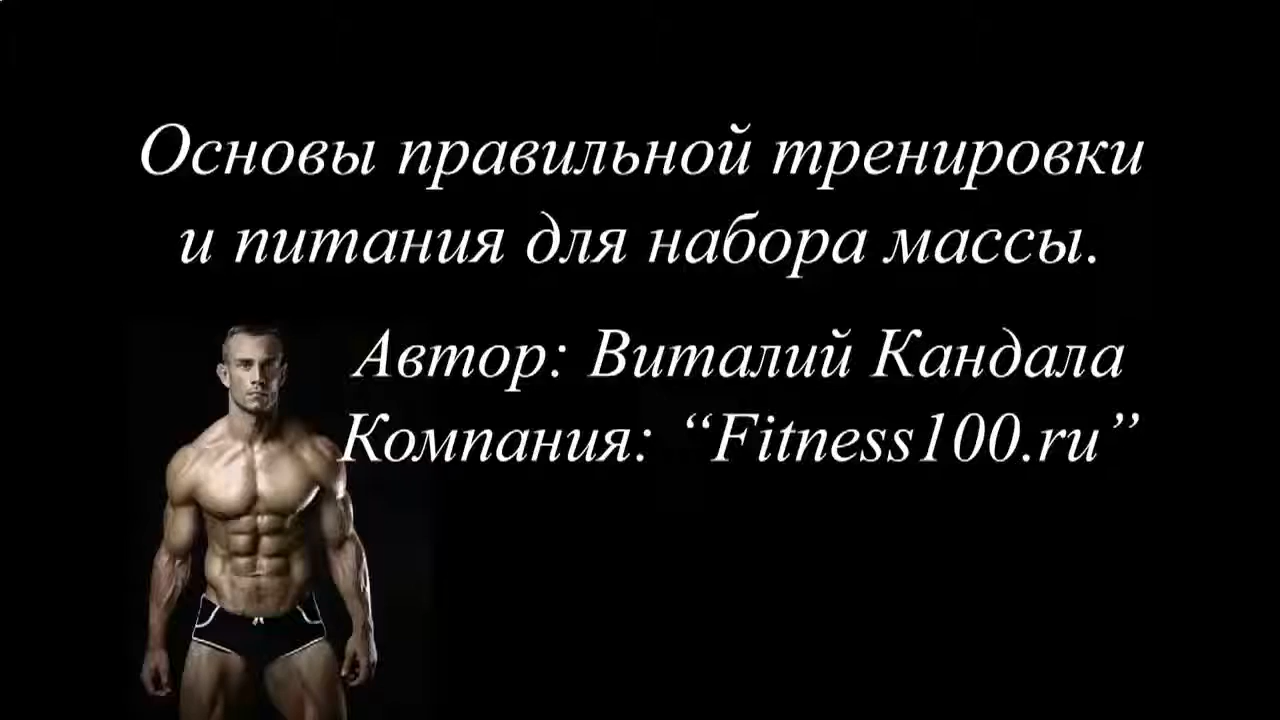 Основы правильной тренировки
и питания для набора массы.
Автор: Виталий Кандала
Компания: “Fitness100.ru”